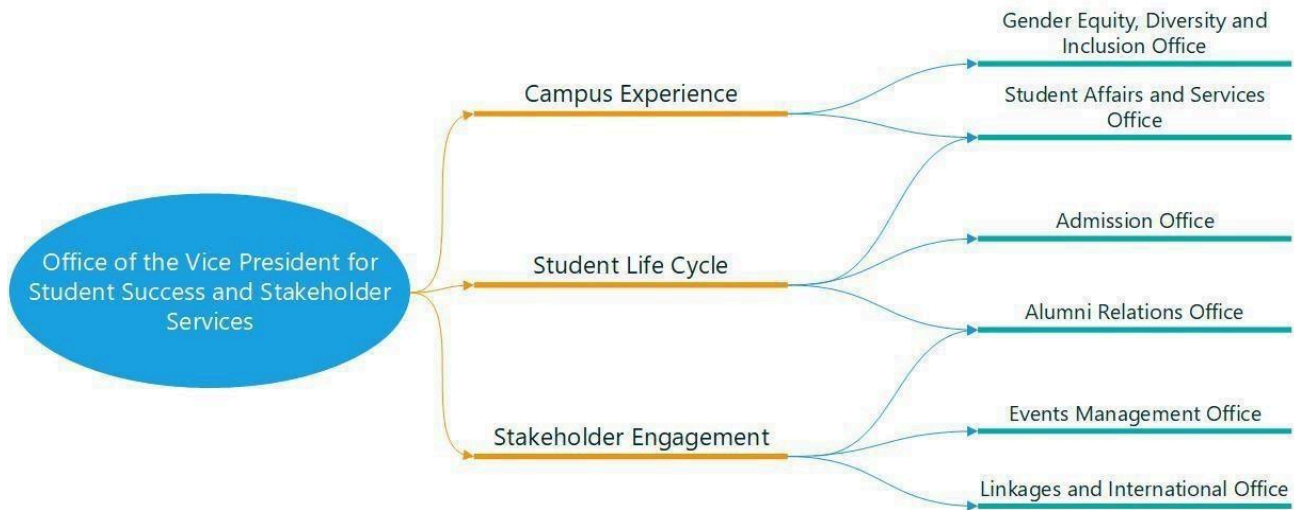 Office of the Vice President for
Student Success and Stakeholder
Services
Campus Experience
Student Life Cycle
Stakeholder Engagement
Gender Equity, Diversity and
Inclusion Office
Student Affairs and Services
Office
Admission Office
Alumni Relations Office
Events Management Office
Linkages and International Office